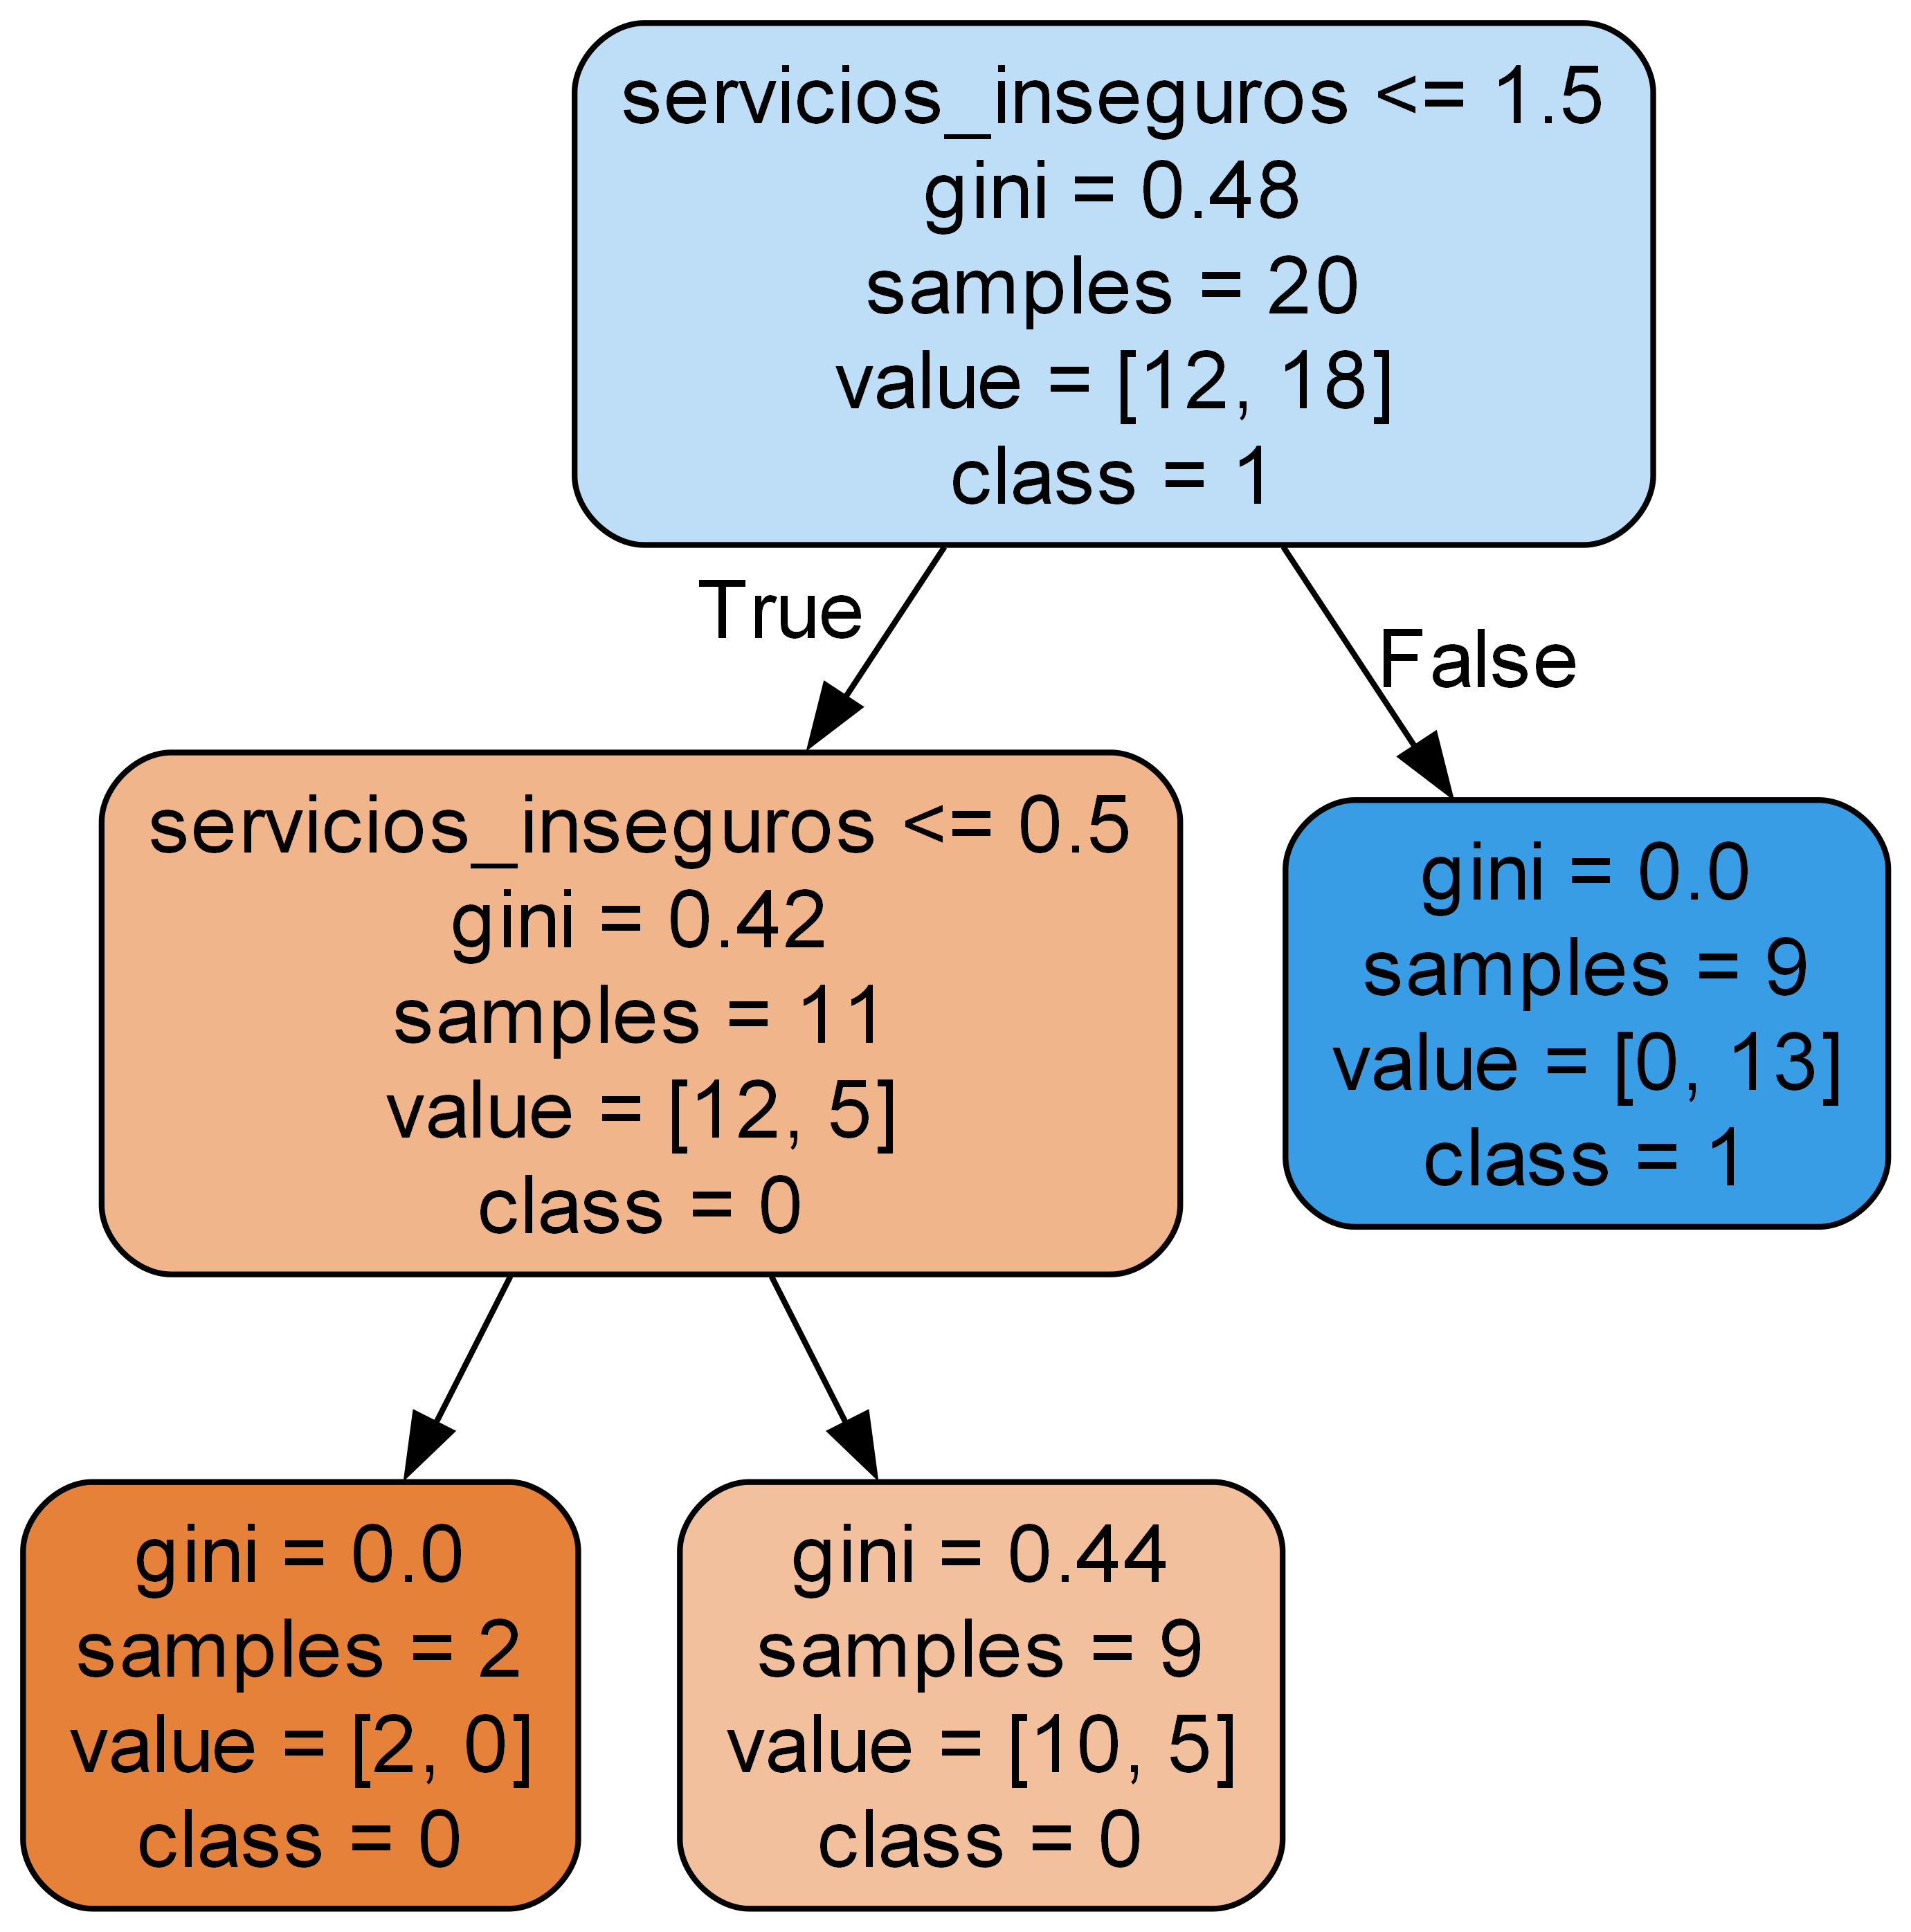 servicios_inseguros <= 1.5
gini = 0.48
samples = 20
value = [12, 18]
class = 1
True
False
servicios_inseguros <= 0.5
gini = 0.42
samples = 11
value = [12, 5]
class = 0
gini = 0.0
samples = 9
value = [0, 13]
class = 1
gini = 0.0
samples = 2
value = [2, 0]
class = 0
gini = 0.44
samples = 9
value = [10, 5]
class = 0